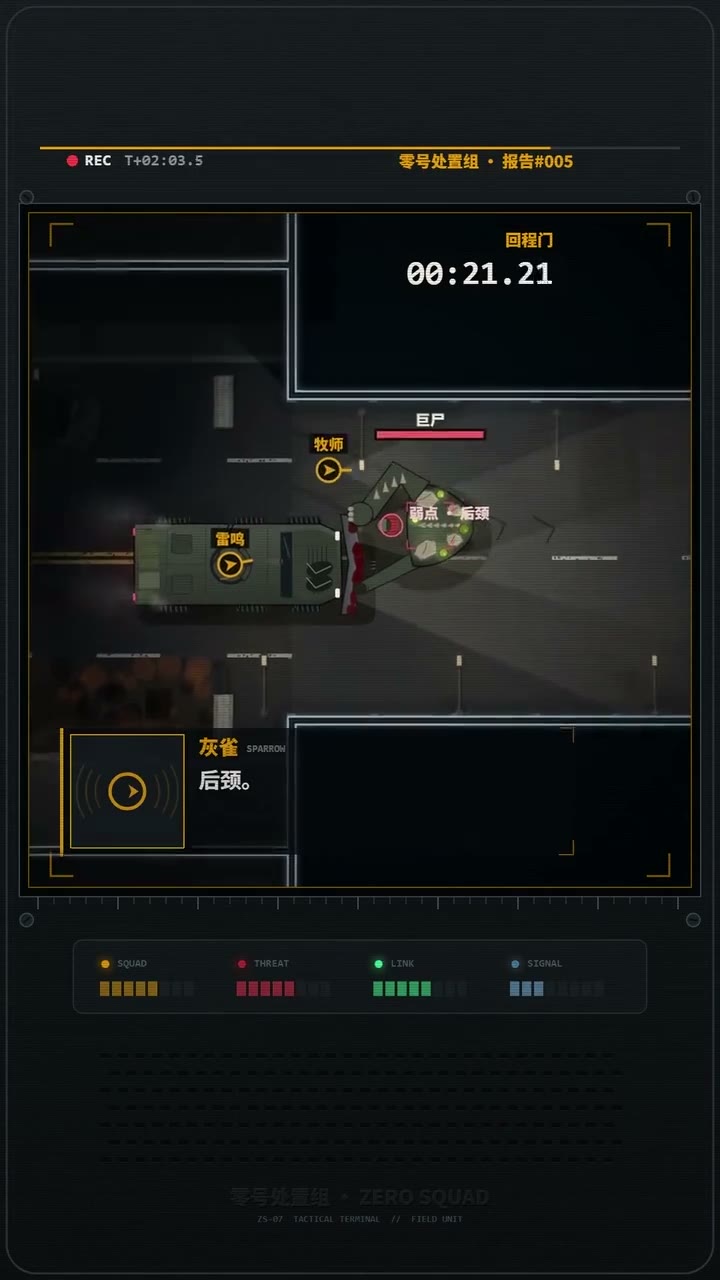 REC T+02:03.5
零号处置组 • 报告#005
回程门
00:21.21
巨尸
牧师
弱点 • 后颈
雷鸣
灰雀 SPARROW
后颈。
SQUAD THREAT LINK SIGNAL
零号处置组 • ZERO SQUAD
ZS-07 TACTICAL TERMINAL // FIELD UNIT